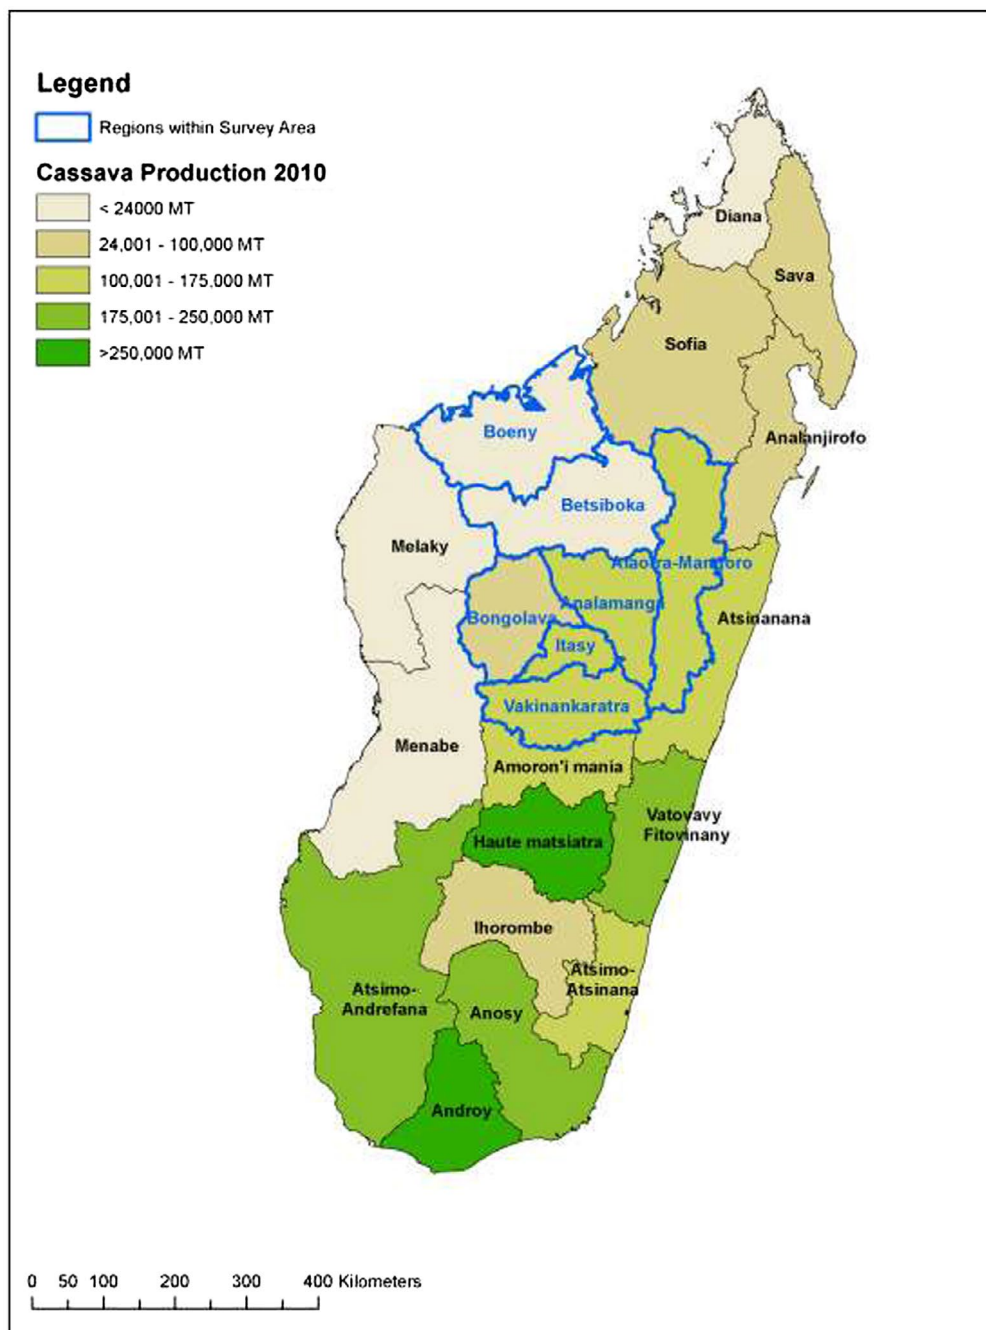 Legend
Regions within Survey Area
Cassava Production 2010
< 24000 MT
24,001 - 100,000 MT
100,001 - 175,000 MT
175,001 - 250,000 MT
>250,000 MT
Diana
Sava
Sofia
Analanjirofo
Boeny
Betsiboka
Melaky
Alaotra-Mangoro
Analamanga
Bongolava
Atsinanana
Itasy
Vakinankaratra
Menabe
Amoron'i mania
Vatovavy
Fitovinany
Haute matsiatra
Ihorombe
Atsimo-
Atsinana
Atsimo-
Andrefana
Anosy
Androy
0 50 100 200 300 400 Kilometers